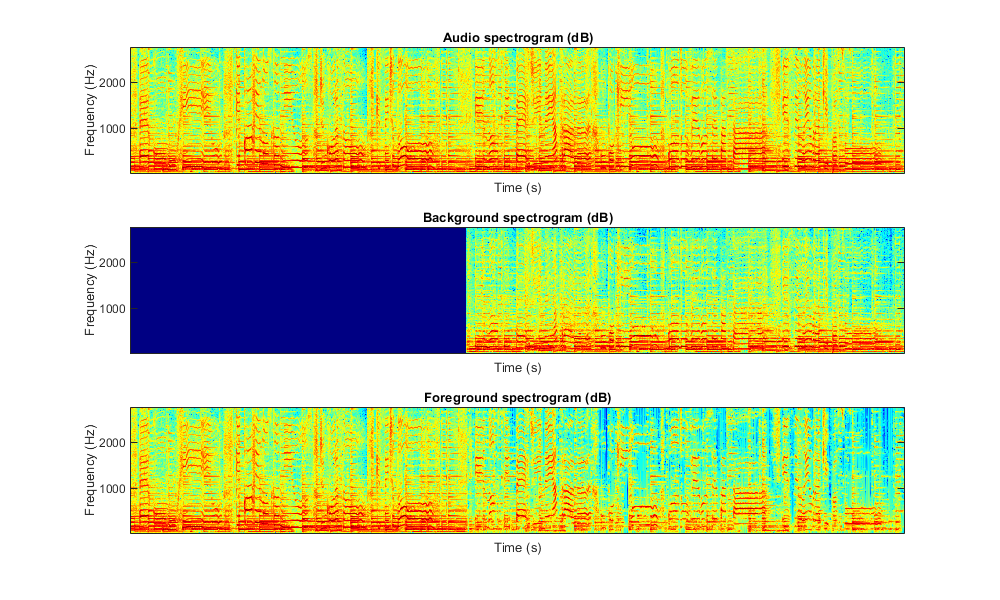 Audio spectrogram (dB)
2000
1000
Frequency (Hz)
Time (s)
Background spectrogram (dB)
2000
1000
Frequency (Hz)
Time (s)
Foreground spectrogram (dB)
2000
1000
Frequency (Hz)
Time (s)